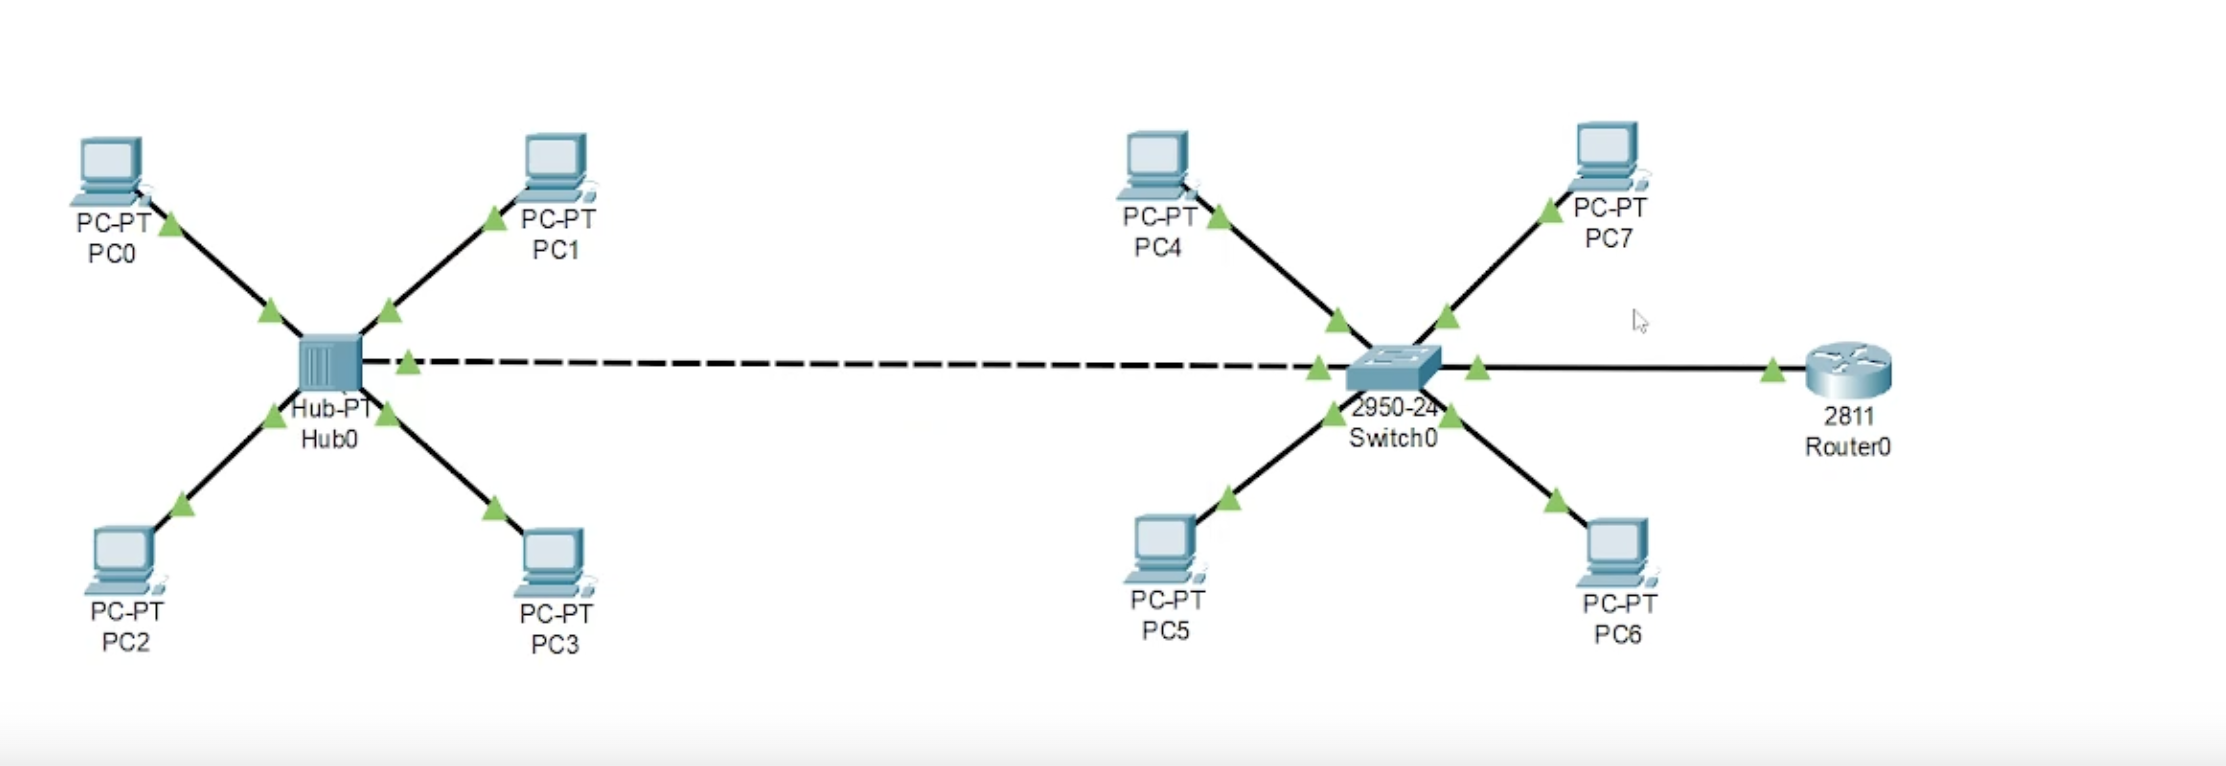 PC-PT
PC0
PC-PT
PC1
PC-PT
PC4
PC-PT
PC7
Hub-PT
Hub0
2950-24
Switch0
2811
Router0
PC-PT
PC2
PC-PT
PC3
PC-PT
PC5
PC-PT
PC6